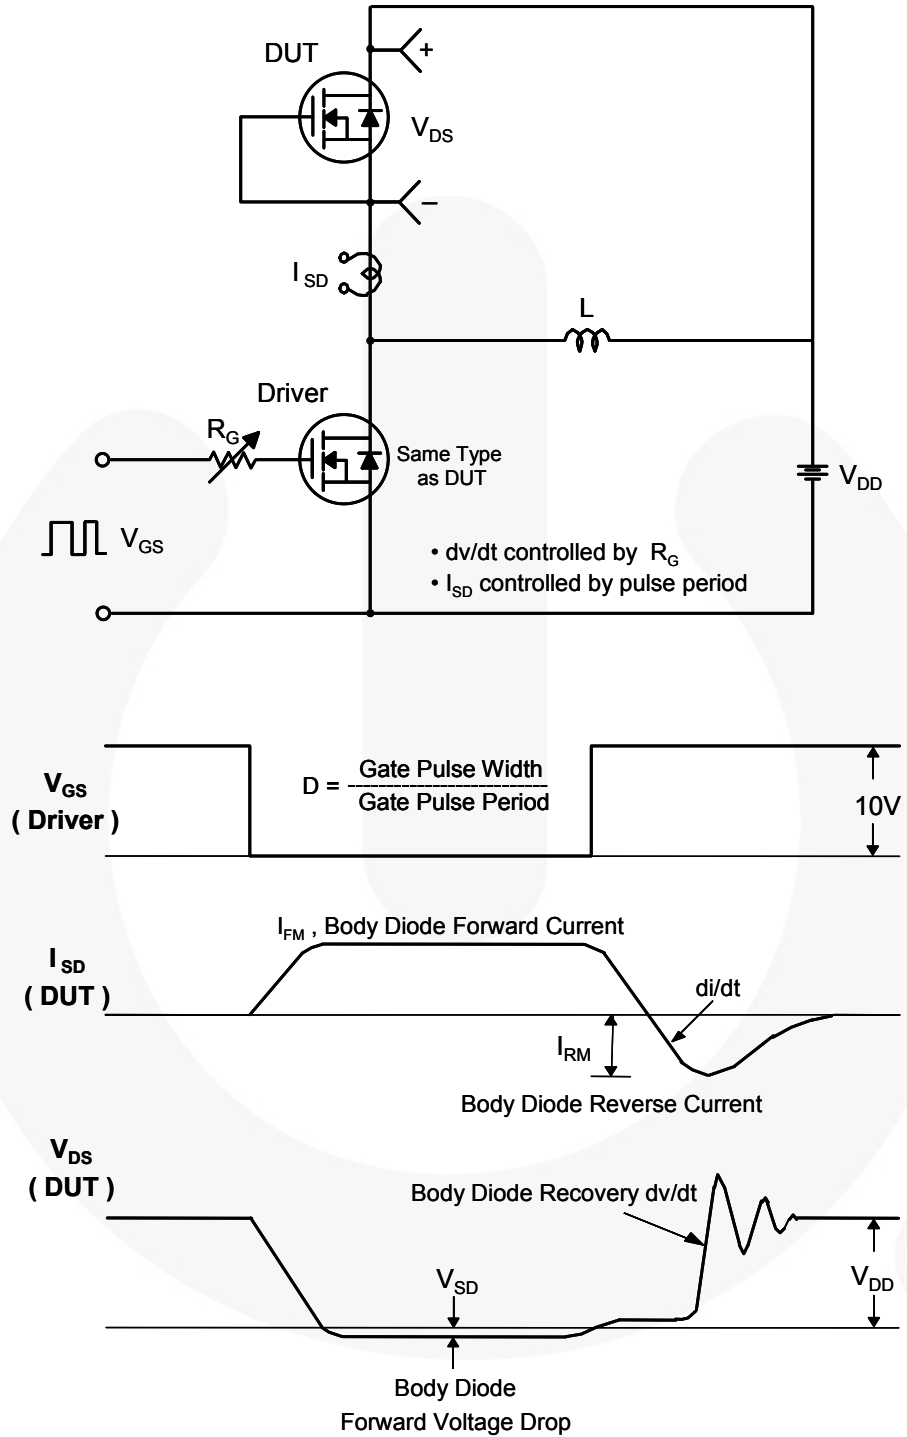 DUT
+
V_DS
–
I_SD
L
Driver
R_G
Same Type
as DUT
V_DD
V_GS
• dv/dt controlled by R_G
• I_SD controlled by pulse period
V_GS
( Driver )
D = Gate Pulse Width
Gate Pulse Period
10V
I_FM , Body Diode Forward Current
I_SD
( DUT )
di/dt
I_RM
Body Diode Reverse Current
V_DS
( DUT )
Body Diode Recovery dv/dt
V_SD
V_DD
Body Diode
Forward Voltage Drop